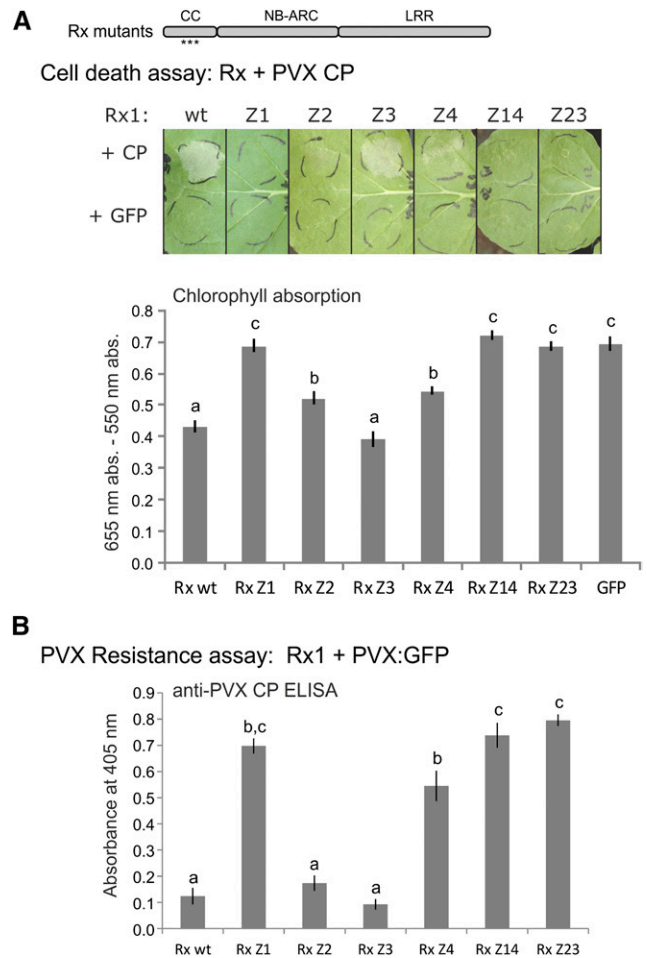 A
CC NB-ARC LRR
Rx mutants
***
Cell death assay: Rx + PVX CP
Rx1: wt Z1 Z2 Z3 Z4 Z14 Z23
+ CP
+ GFP
Chlorophyll absorption
655 nm abs. - 550 nm abs.
0.8
0.7
0.6
0.5
0.4
0.3
0.2
0.1
0.0
a c b a b c c c
Rx wt Rx Z1 Rx Z2 Rx Z3 Rx Z4 Rx Z14 Rx Z23 GFP
B
PVX Resistance assay: Rx1 + PVX:GFP
anti-PVX CP ELISA
Absorbance at 405 nm
0.9
0.8
0.7
0.6
0.5
0.4
0.3
0.2
0.1
0.0
a b,c a a b c c
Rx wt Rx Z1 Rx Z2 Rx Z3 Rx Z4 Rx Z14 Rx Z23